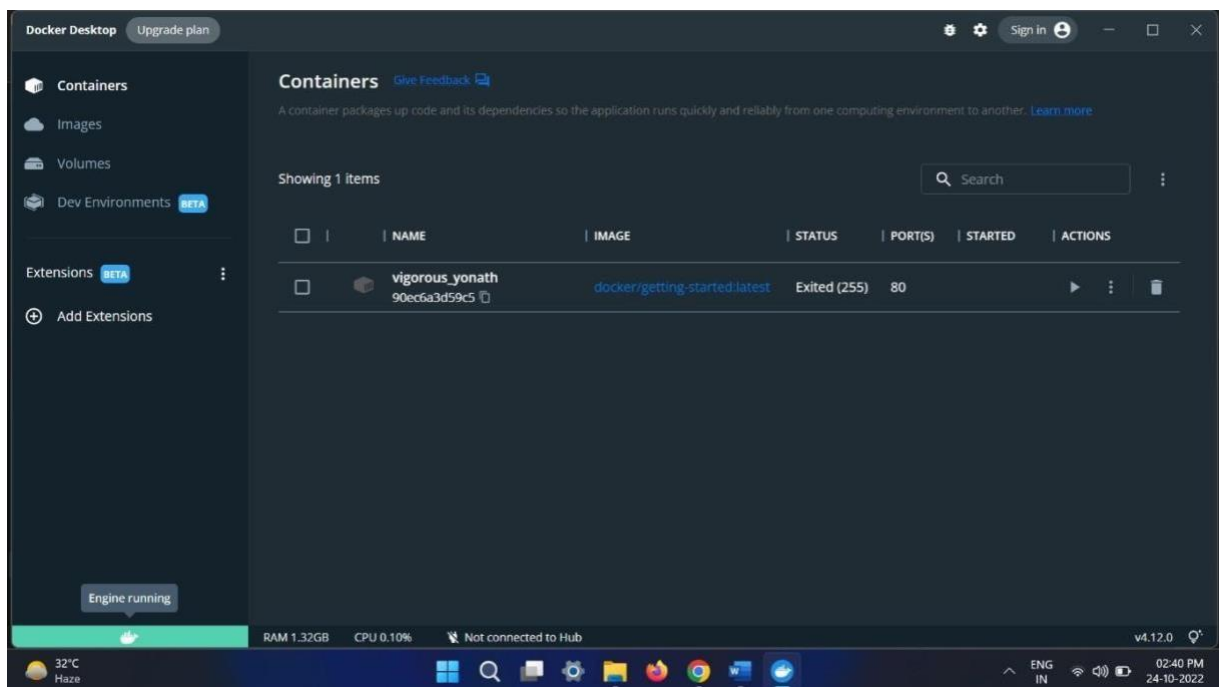 Docker Desktop Upgrade plan Sign in
Containers
Images
Volumes
Dev Environments BETA
Extensions BETA
Add Extensions
Containers Give Feedback
A container packages up code and its dependencies so the application runs quickly and reliably from one computing environment to another. Learn more
Showing 1 items Search
NAME IMAGE STATUS PORT(S) STARTED ACTIONS
vigorous_yonath docker/getting-started:latest Exited (255) 80
90ec6a3d59c5
Engine running
RAM 1.32GB CPU 0.10% Not connected to Hub v4.12.0
32°C ENG 02:40 PM
Haze IN 24-10-2022